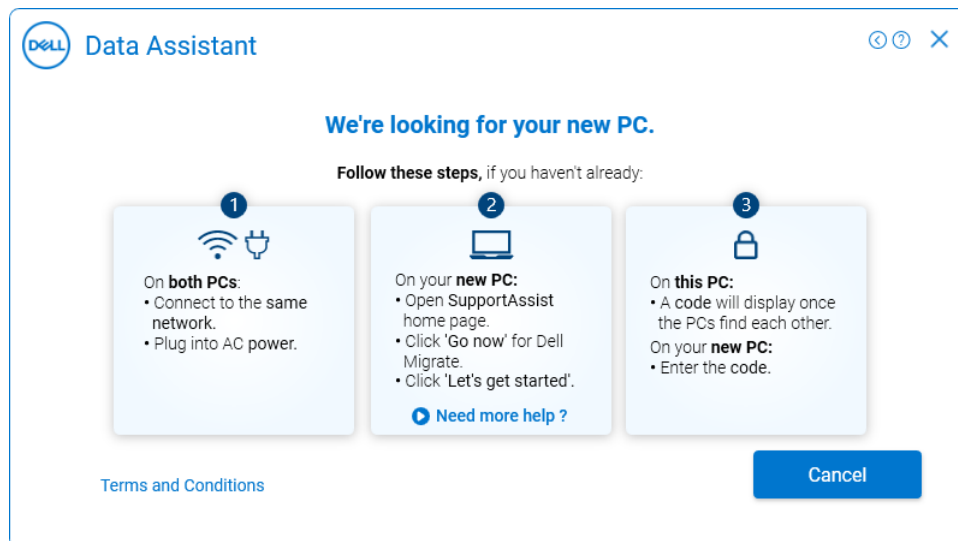 DELL Data Assistant
We're looking for your new PC.
Follow these steps, if you haven't already:
1
On both PCs:
• Connect to the same
network.
• Plug into AC power.
2
On your new PC:
• Open SupportAssist
home page.
• Click 'Go now' for Dell
Migrate.
• Click 'Let's get started'.
Need more help ?
3
On this PC:
• A code will display once
the PCs find each other.
On your new PC:
• Enter the code.
Terms and Conditions
Cancel